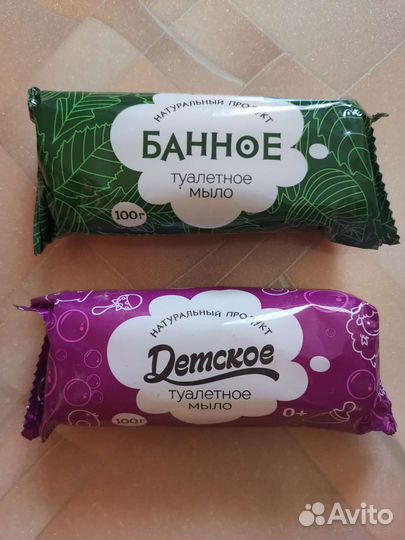 НАТУРАЛЬНЫЙ ПРОДУКТ
БАННОЕ
туалетное
мыло
100г
НАТУРАЛЬНЫЙ ПРОДУКТ
Детское
туалетное
мыло
100г
0+
Avito